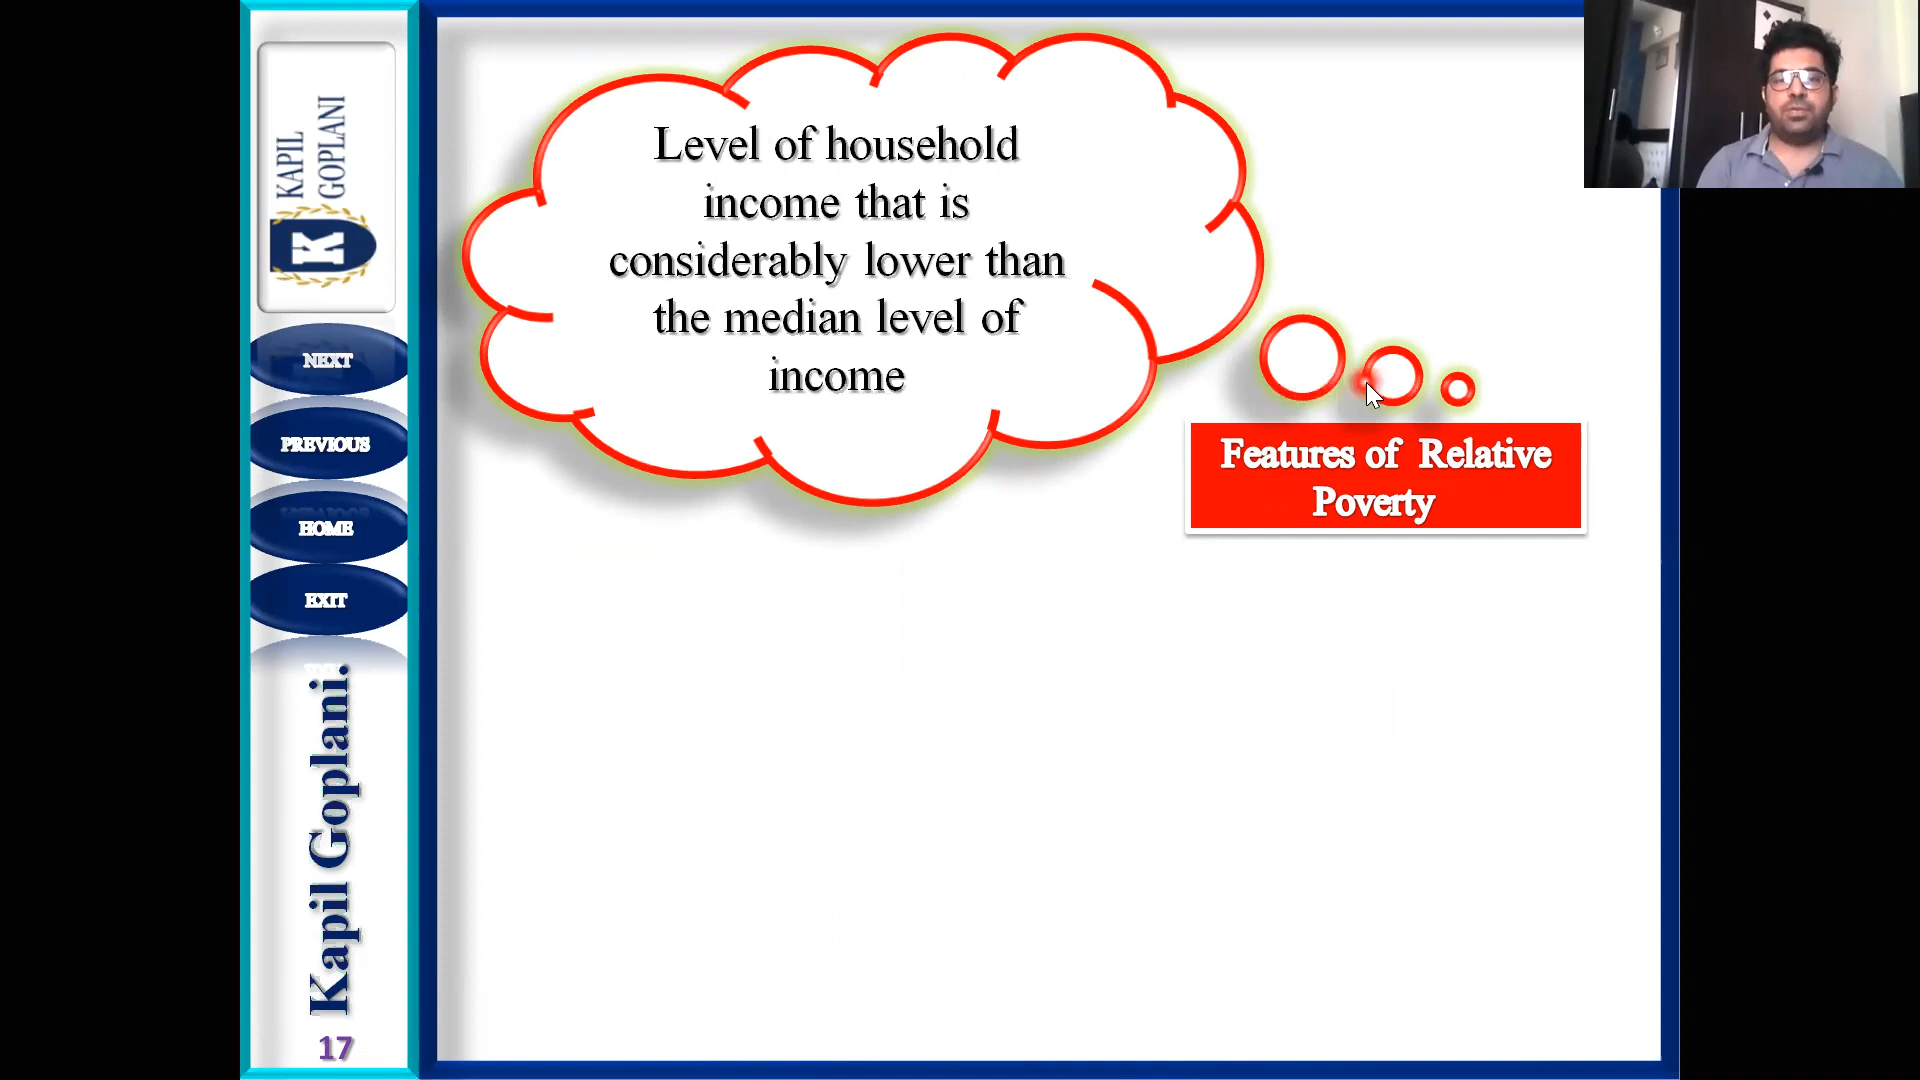 KAPIL
GOPLANI
K
NEXT
PREVIOUS
HOME
EXIT
Kapil Goplani.
17
Level of household
income that is
considerably lower than
the median level of
income
Features of Relative
Poverty